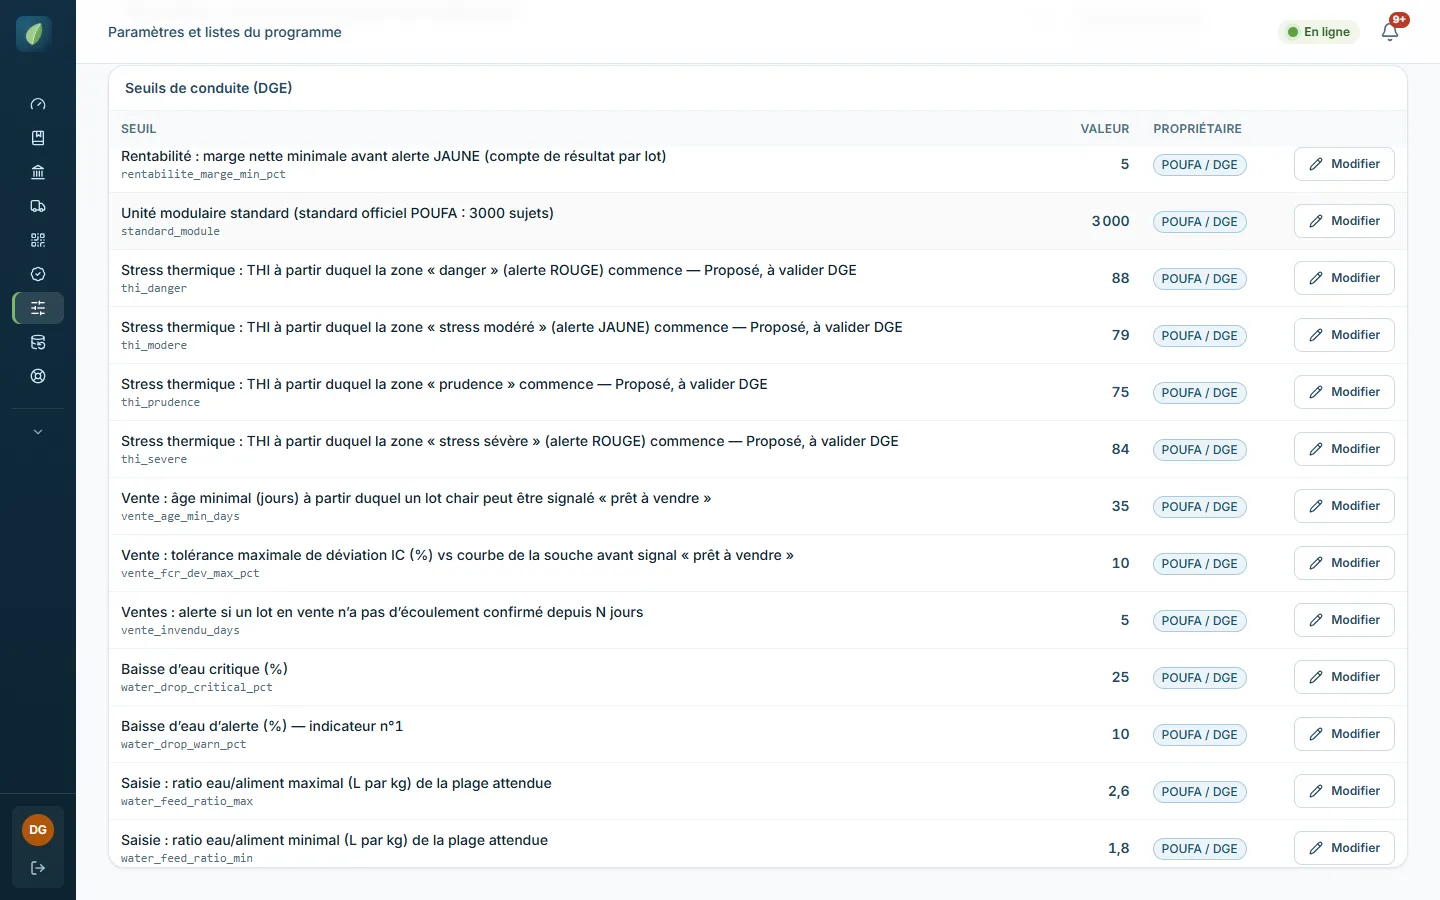 Paramètres et listes du programme
En ligne
9+
Seuils de conduite (DGE)
SEUIL VALEUR PROPRIÉTAIRE
Rentabilité : marge nette minimale avant alerte JAUNE (compte de résultat par lot)
rentabilite_marge_min_pct
5 POUFA / DGE Modifier
Unité modulaire standard (standard officiel POUFA : 3000 sujets)
standard_module
3 000 POUFA / DGE Modifier
Stress thermique : THI à partir duquel la zone « danger » (alerte ROUGE) commence — Proposé, à valider DGE
thi_danger
88 POUFA / DGE Modifier
Stress thermique : THI à partir duquel la zone « stress modéré » (alerte JAUNE) commence — Proposé, à valider DGE
thi_modere
79 POUFA / DGE Modifier
Stress thermique : THI à partir duquel la zone « prudence » commence — Proposé, à valider DGE
thi_prudence
75 POUFA / DGE Modifier
Stress thermique : THI à partir duquel la zone « stress sévère » (alerte ROUGE) commence — Proposé, à valider DGE
thi_severe
84 POUFA / DGE Modifier
Vente : âge minimal (jours) à partir duquel un lot chair peut être signalé « prêt à vendre »
vente_age_min_days
35 POUFA / DGE Modifier
Vente : tolérance maximale de déviation IC (%) vs courbe de la souche avant signal « prêt à vendre »
vente_fcr_dev_max_pct
10 POUFA / DGE Modifier
Ventes : alerte si un lot en vente n’a pas d’écoulement confirmé depuis N jours
vente_invendu_days
5 POUFA / DGE Modifier
Baisse d’eau critique (%)
water_drop_critical_pct
25 POUFA / DGE Modifier
Baisse d’eau d’alerte (%) — indicateur n°1
water_drop_warn_pct
10 POUFA / DGE Modifier
Saisie : ratio eau/aliment maximal (L par kg) de la plage attendue
water_feed_ratio_max
2,6 POUFA / DGE Modifier
Saisie : ratio eau/aliment minimal (L par kg) de la plage attendue
water_feed_ratio_min
1,8 POUFA / DGE Modifier
DG